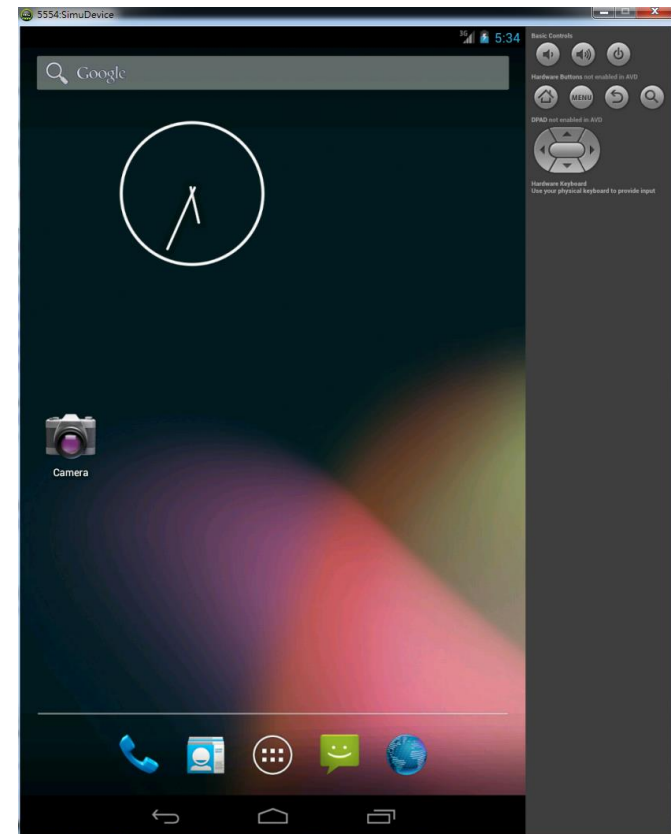 5554:SimuDevice
3G 5:34
Google
Camera
Basic Controls
Hardware Buttons not enabled in AVD
MENU
DPAD not enabled in AVD
Hardware Keyboard
Use your physical keyboard to provide input